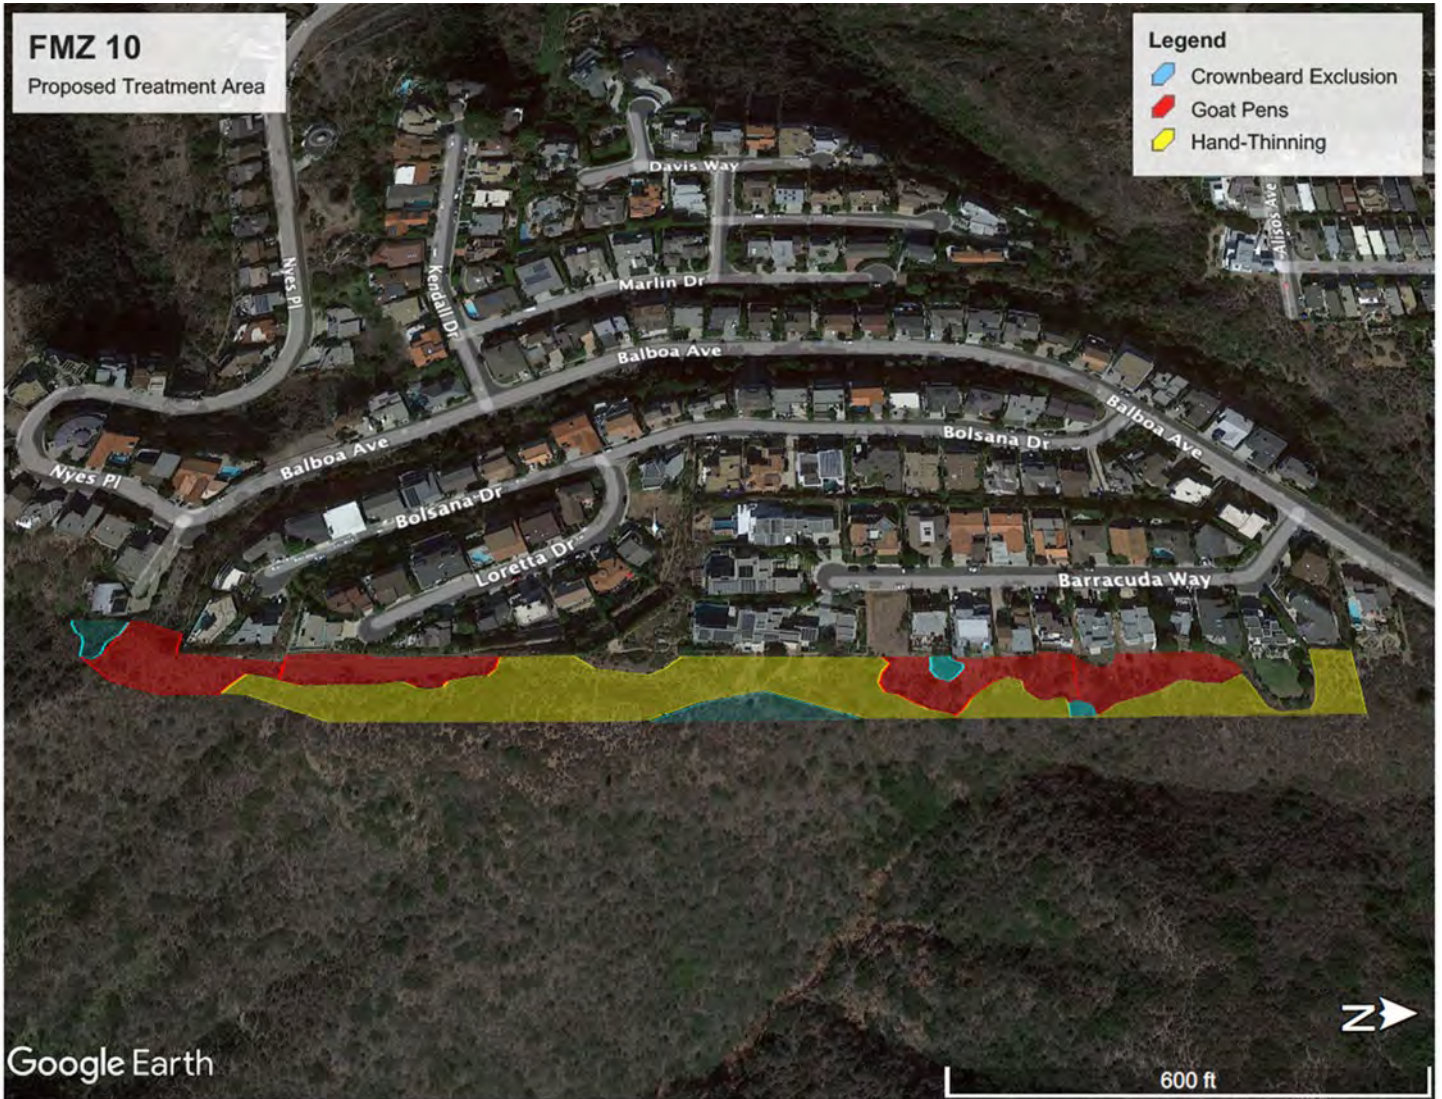 FMZ 10
Proposed Treatment Area
Legend
Crownbeard Exclusion
Goat Pens
Hand-Thinning
Davis Way
Alisos Ave
Nyes Pl
Kendall Dr
Marlin Dr
Balboa Ave
Balboa Ave
Bolsana Dr
Balboa Ave
Nyes Pl
Bolsana Dr
Loretta Dr
Barracuda Way
N
Google Earth
600 ft